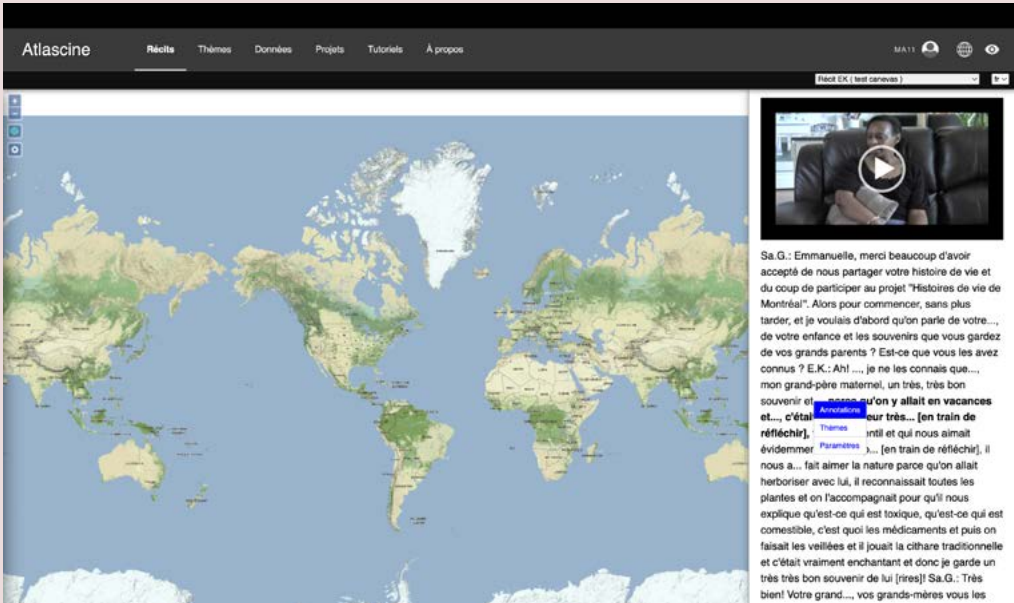 Atlascine
Récits Thèmes Données Projets Tutoriels À propos
MA11
Récit EK ( test canevas )
fr
Sa.G.: Emmanuelle, merci beaucoup d'avoir
accepté de nous partager votre histoire de vie et
du coup de participer au projet "Histoires de vie de
Montréal". Alors pour commencer, sans plus
tarder, et je voulais d'abord qu'on parle de votre...,
de votre enfance et les souvenirs que vous gardez
de vos grands parents ? Est-ce que vous les avez
connus ? E.K.: Ah! ..., je ne les connais que...,
mon grand-père maternel, un très, très bon
souvenir et qu'on y allait en vacances
Annotations
et..., c'était eur très... [en train de
Thèmes
réfléchir], entil et qui nous aimait
Paramètres
évidemmen ... [en train de réfléchir], il
nous a... fait aimer la nature parce qu'on allait
herboriser avec lui, il reconnaissait toutes les
plantes et on l'accompagnait pour qu'il nous
explique qu'est-ce qui est toxique, qu'est-ce qui est
comestible, c'est quoi les médicaments et puis on
faisait les veillées et il jouait la cithare traditionnelle
et c'était vraiment enchantant et donc je garde un
très très bon souvenir de lui [rires]! Sa.G.: Très
bien! Votre grand..., vos grands-mères vous les